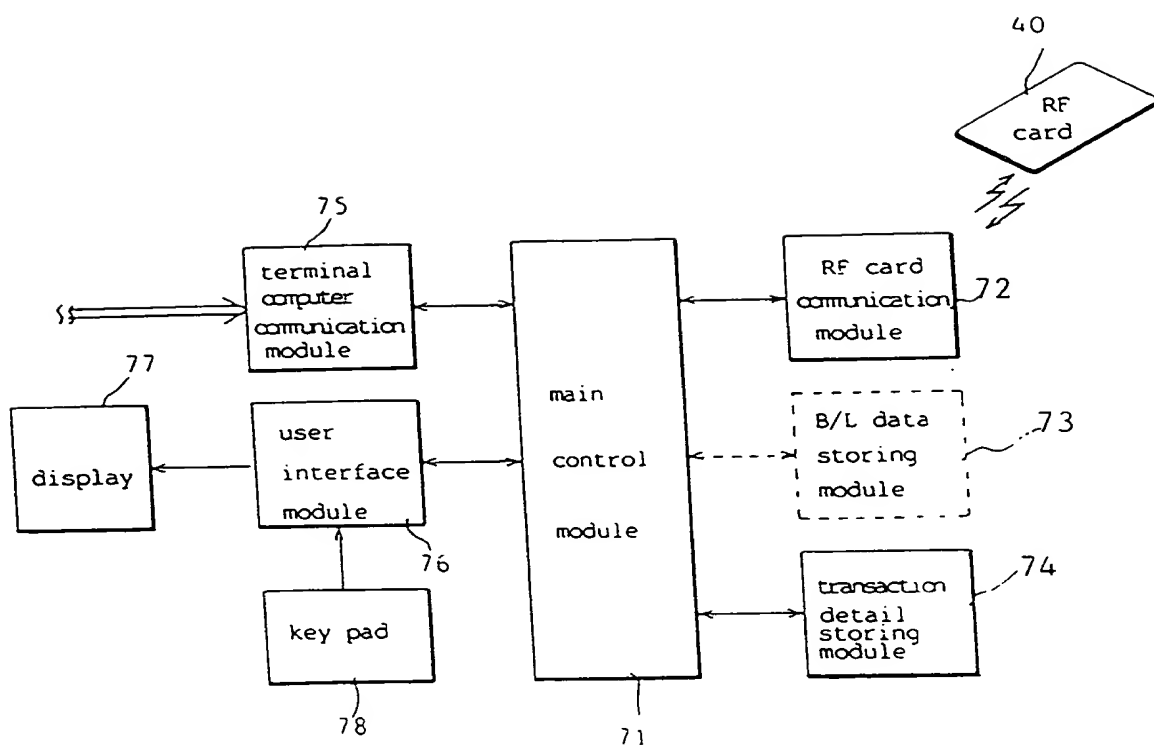 40
RF
card
75
terminal
computer
communication
module
RF card
communication
module
72
77
display
user
interface
module
76
main
control
module
B/L data
storing
module
73
key pad
78
transaction
detail
storing
module
74
71